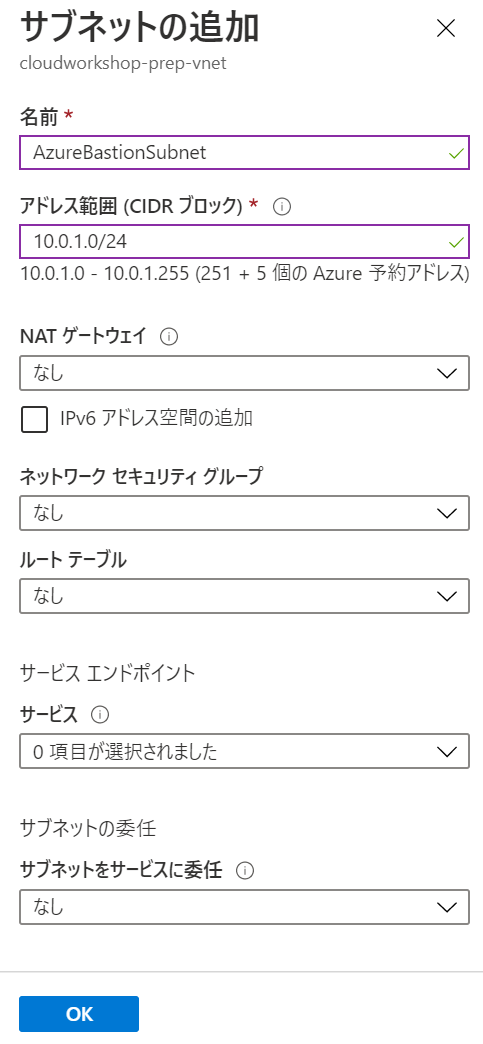 サブネットの追加
cloudworkshop-prep-vnet
名前 *
AzureBastionSubnet
アドレス範囲 (CIDR ブロック) *
10.0.1.0/24
10.0.1.0 - 10.0.1.255 (251 + 5 個の Azure 予約アドレス)
NAT ゲートウェイ
なし
IPv6 アドレス空間の追加
ネットワーク セキュリティ グループ
なし
ルート テーブル
なし
サービス エンドポイント
サービス
0 項目が選択されました
サブネットの委任
サブネットをサービスに委任
なし
OK